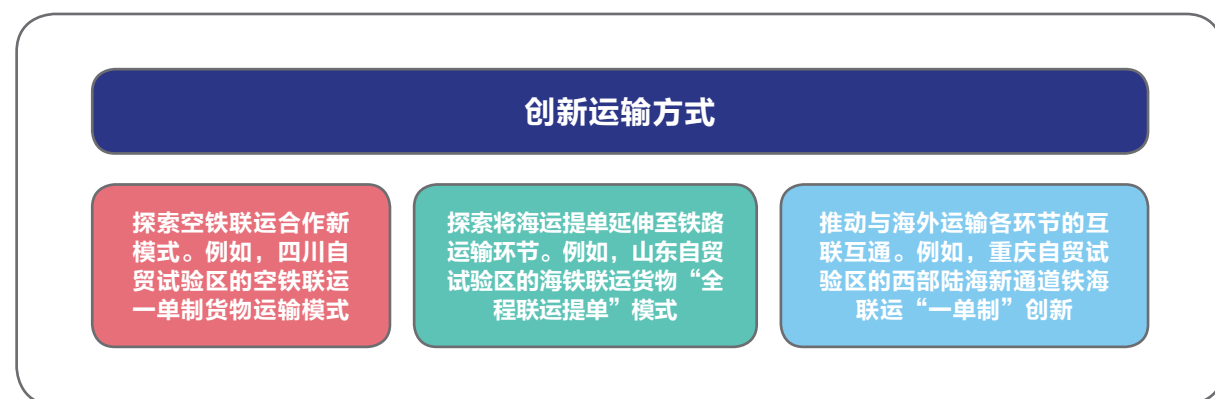 创新运输方式
探索空铁联运合作新
模式。例如，四川自
贸试验区的空铁联运
一单制货物运输模式
探索将海运提单延伸至铁路
运输环节。例如，山东自贸
试验区的海铁联运货物“全
程联运提单”模式
推动与海外运输各环节的互
联互通。例如，重庆自贸试
验区的西部陆海新通道铁海
联运“一单制”创新